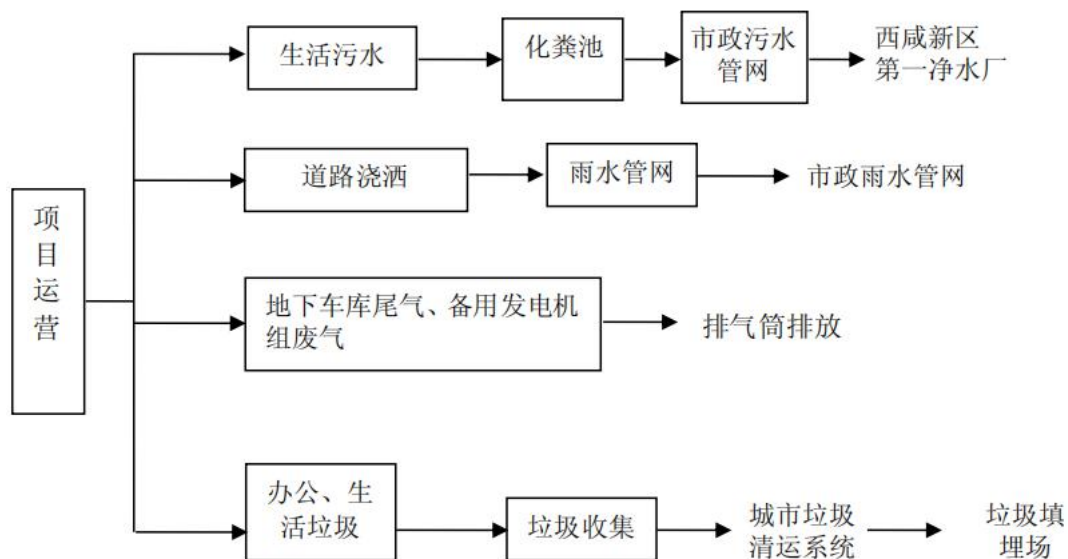 项
目
运
营
生活污水
化粪池
市政污水
管网
西咸新区
第一净水厂
道路浇洒
雨水管网
市政雨水管网
地下车库尾气、备用发电机
组废气
排气筒排放
办公、生
活垃圾
垃圾收集
城市垃圾
清运系统
垃圾填
埋场